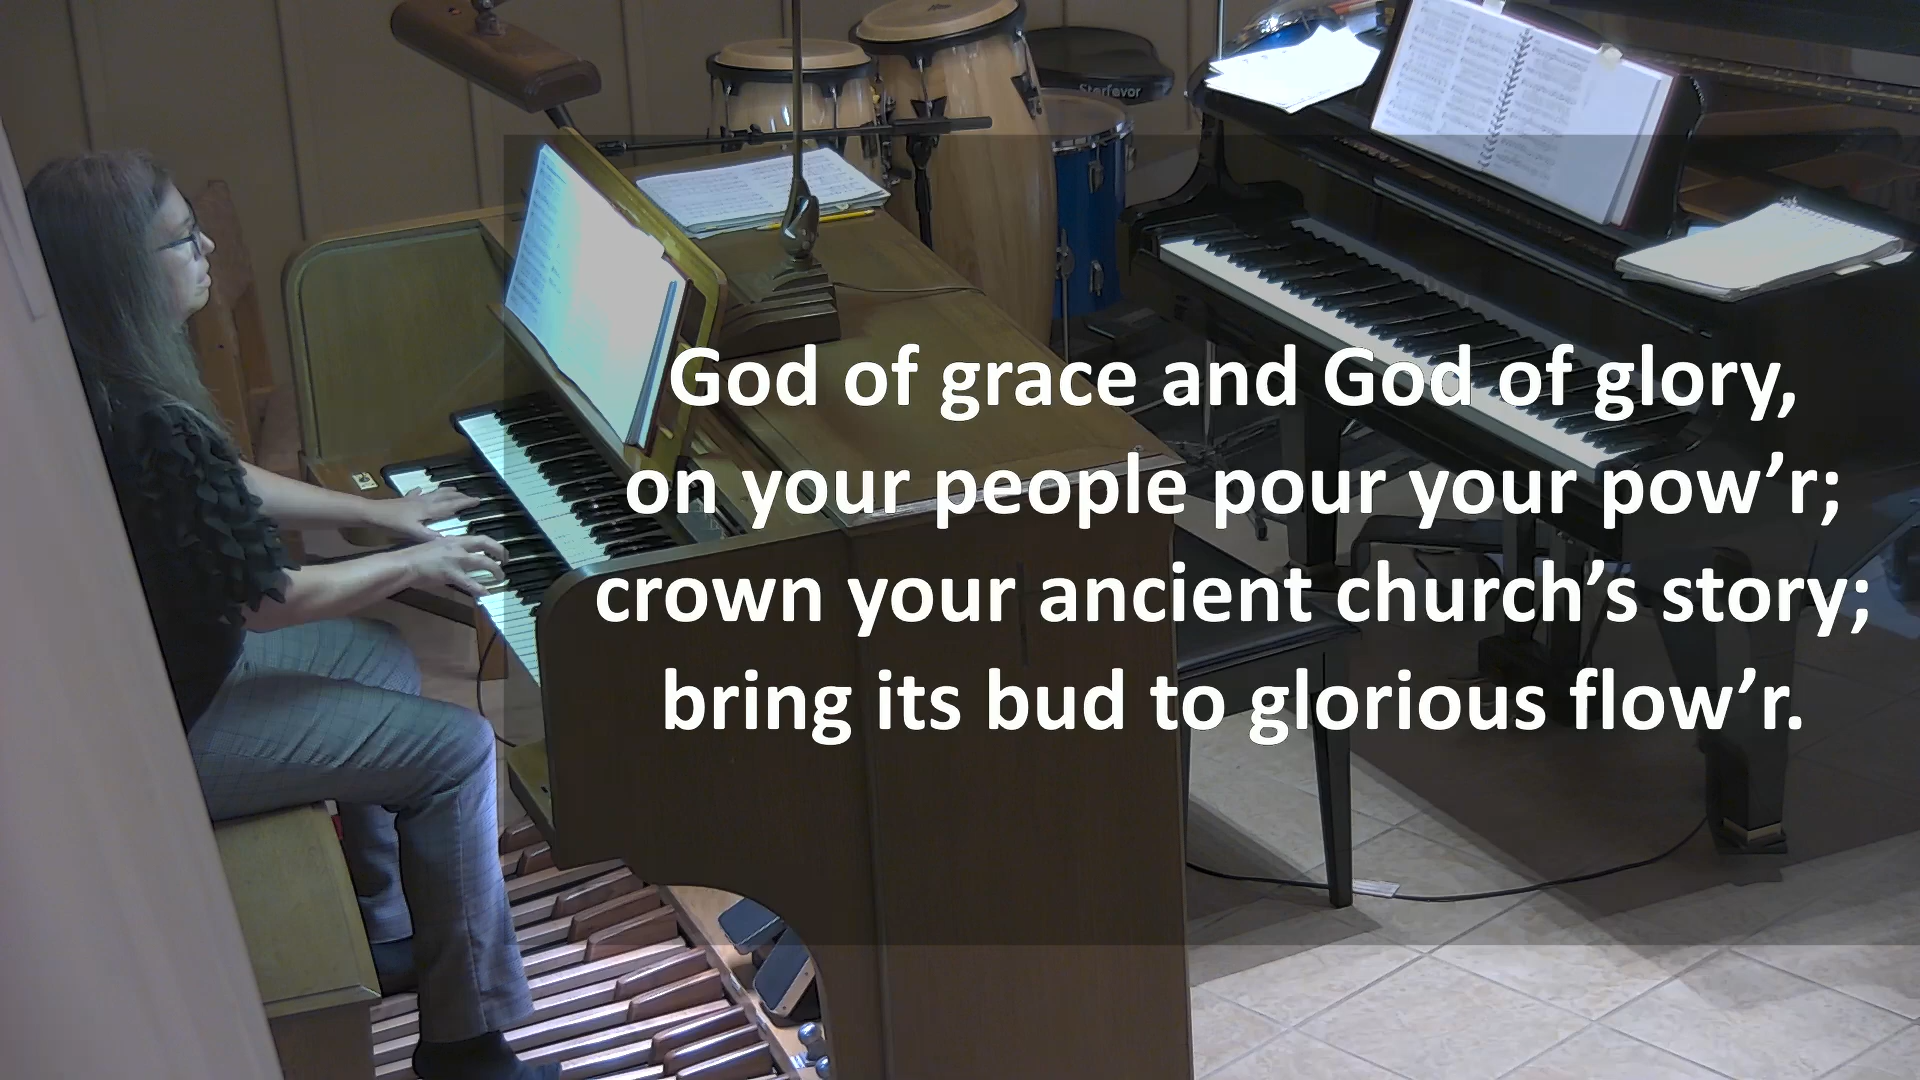 Starfavor
God of grace and God of glory,
on your people pour your pow’r;
crown your ancient church’s story;
bring its bud to glorious flow’r.